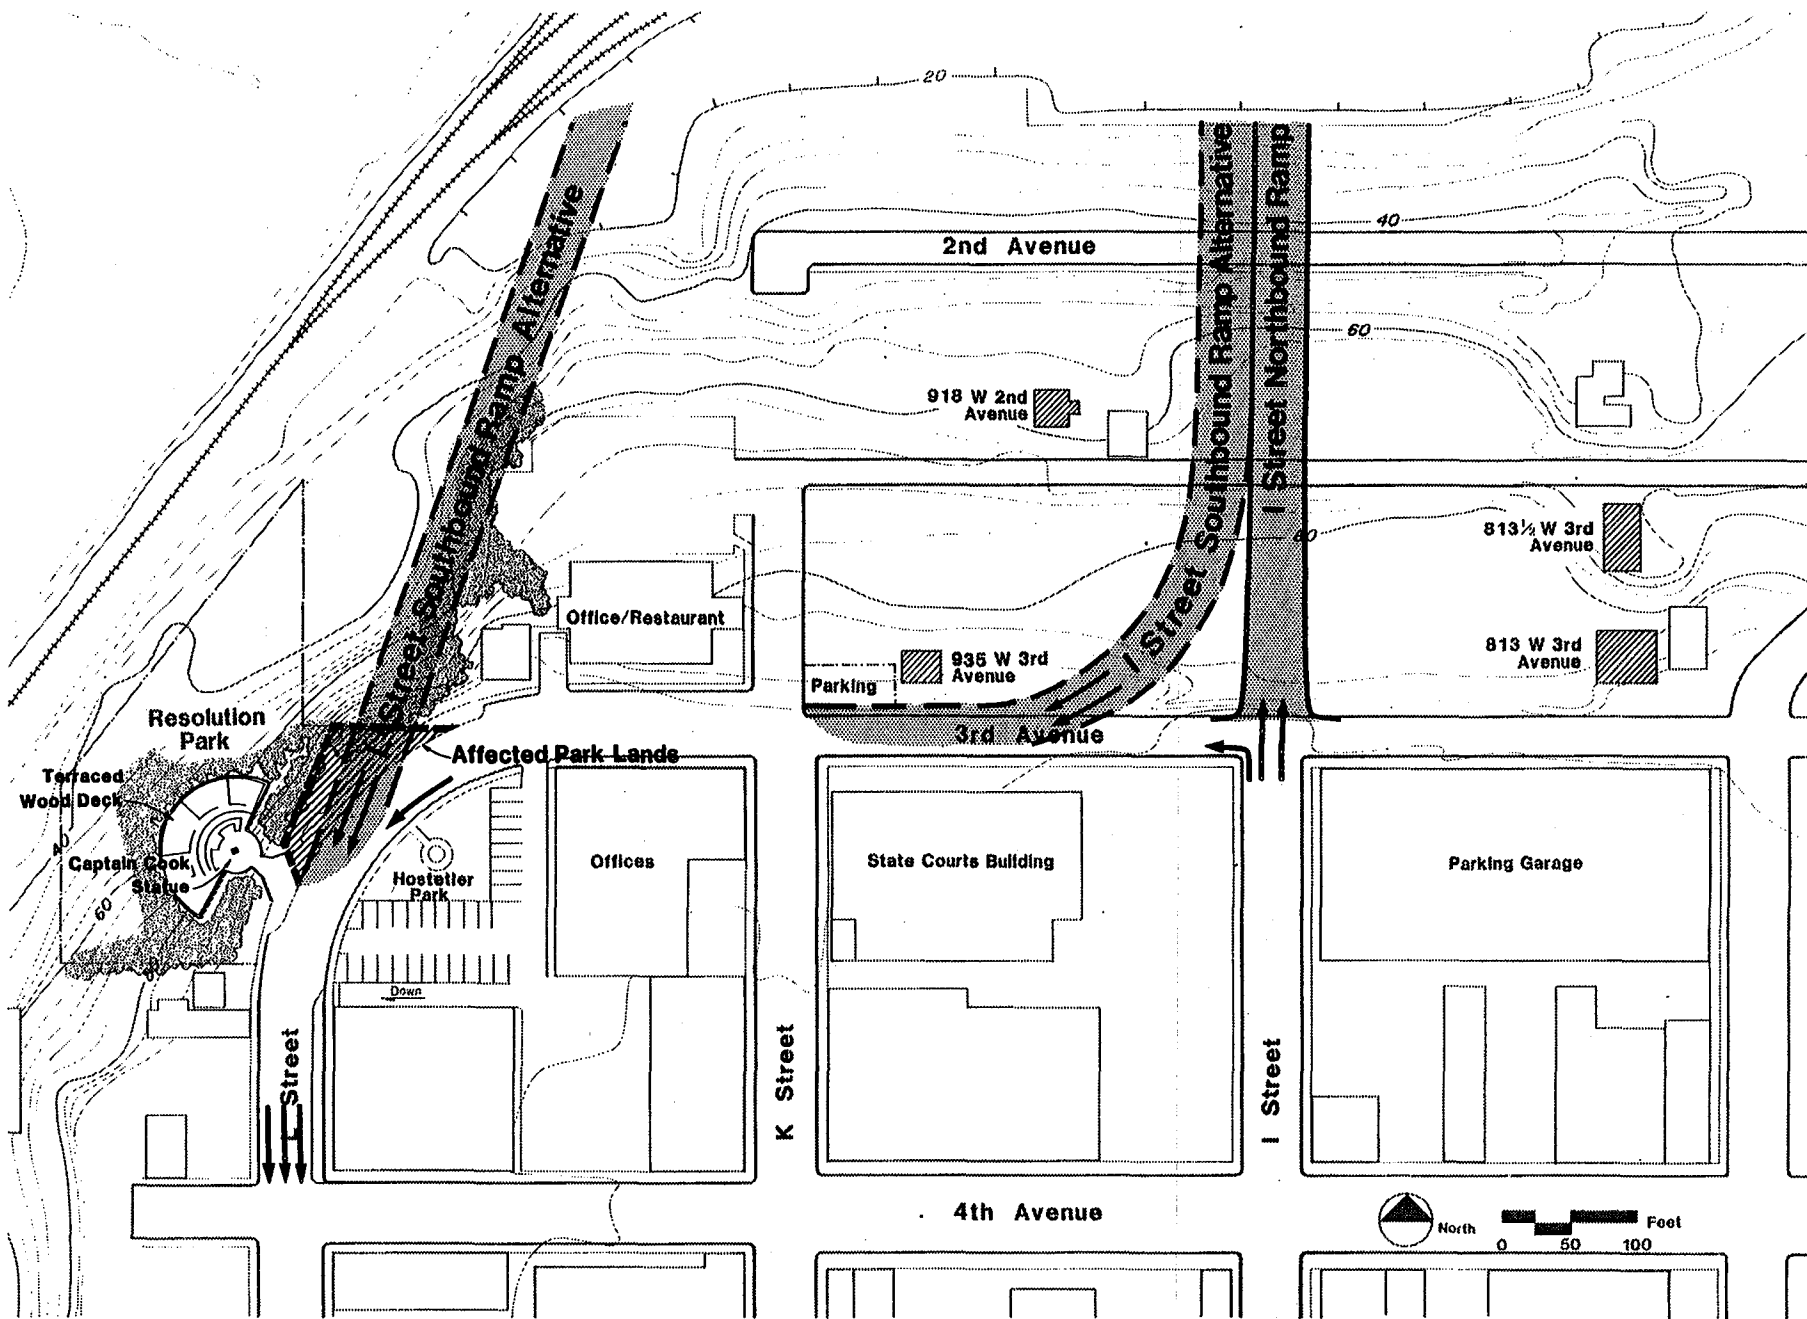 20
40
2nd Avenue
60
Street Southbound Ramp Alternative
I Street Southbound Ramp Alternative
I Street Northbound Ramp
918 W 2nd
Avenue
813½ W 3rd
Avenue
Office/Restaurant
935 W 3rd
Avenue
813 W 3rd
Avenue
Parking
Resolution
Park
3rd Avenue
Affected Park Lands
Terraced
Wood Deck
40
Captain Cook
Statue
60
Hostetler
Park
Offices
State Courts Building
Parking Garage
Down
L Street
K Street
I Street
4th Avenue
North
Feet
0 50 100